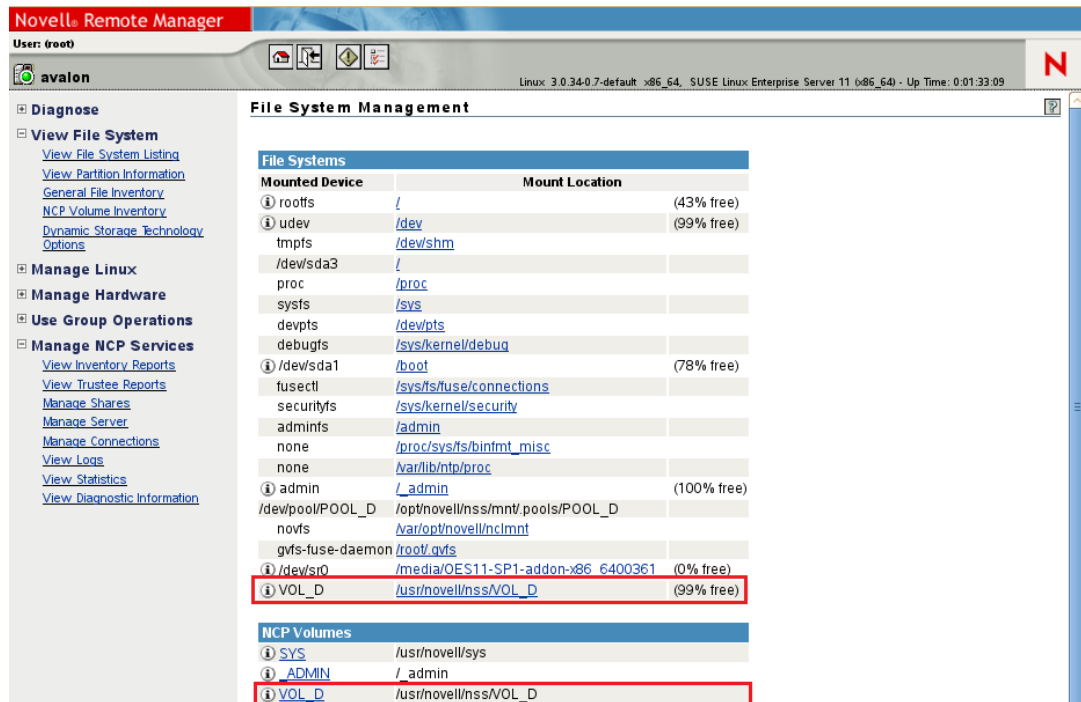 Novell® Remote Manager
User: (root)
avalon
Linux 3.0.34-0.7-default x86_64, SUSE Linux Enterprise Server 11 (x86_64) - Up Time: 0:01:33:09
N
Diagnose
View File System
View File System Listing
View Partition Information
General File Inventory
NCP Volume Inventory
Dynamic Storage Technology
Options
Manage Linux
Manage Hardware
Use Group Operations
Manage NCP Services
View Inventory Reports
View Trustee Reports
Manage Shares
Manage Server
Manage Connections
View Logs
View Statistics
View Diagnostic Information
File System Management
File Systems
Mounted Device Mount Location
rootfs / (43% free)
udev /dev (99% free)
tmpfs /dev/shm
/dev/sda3 /
proc /proc
sysfs /sys
devpts /dev/pts
debugfs /sys/kernel/debug
/dev/sda1 /boot (78% free)
fusectl /sys/fs/fuse/connections
securityfs /sys/kernel/security
adminfs /admin
none /proc/sys/fs/binfmt_misc
none /var/lib/ntp/proc
admin /_admin (100% free)
/dev/pool/POOL_D /opt/novell/nss/mnt/.pools/POOL_D
novfs /var/opt/novell/nclmnt
gvfs-fuse-daemon /root/.gvfs
/dev/sr0 /media/OES11-SP1-addon-x86_6400361 (0% free)
VOL_D /usr/novell/nss/VOL_D (99% free)
NCP Volumes
SYS /usr/novell/sys
_ADMIN /_admin
VOL_D /usr/novell/nss/VOL_D